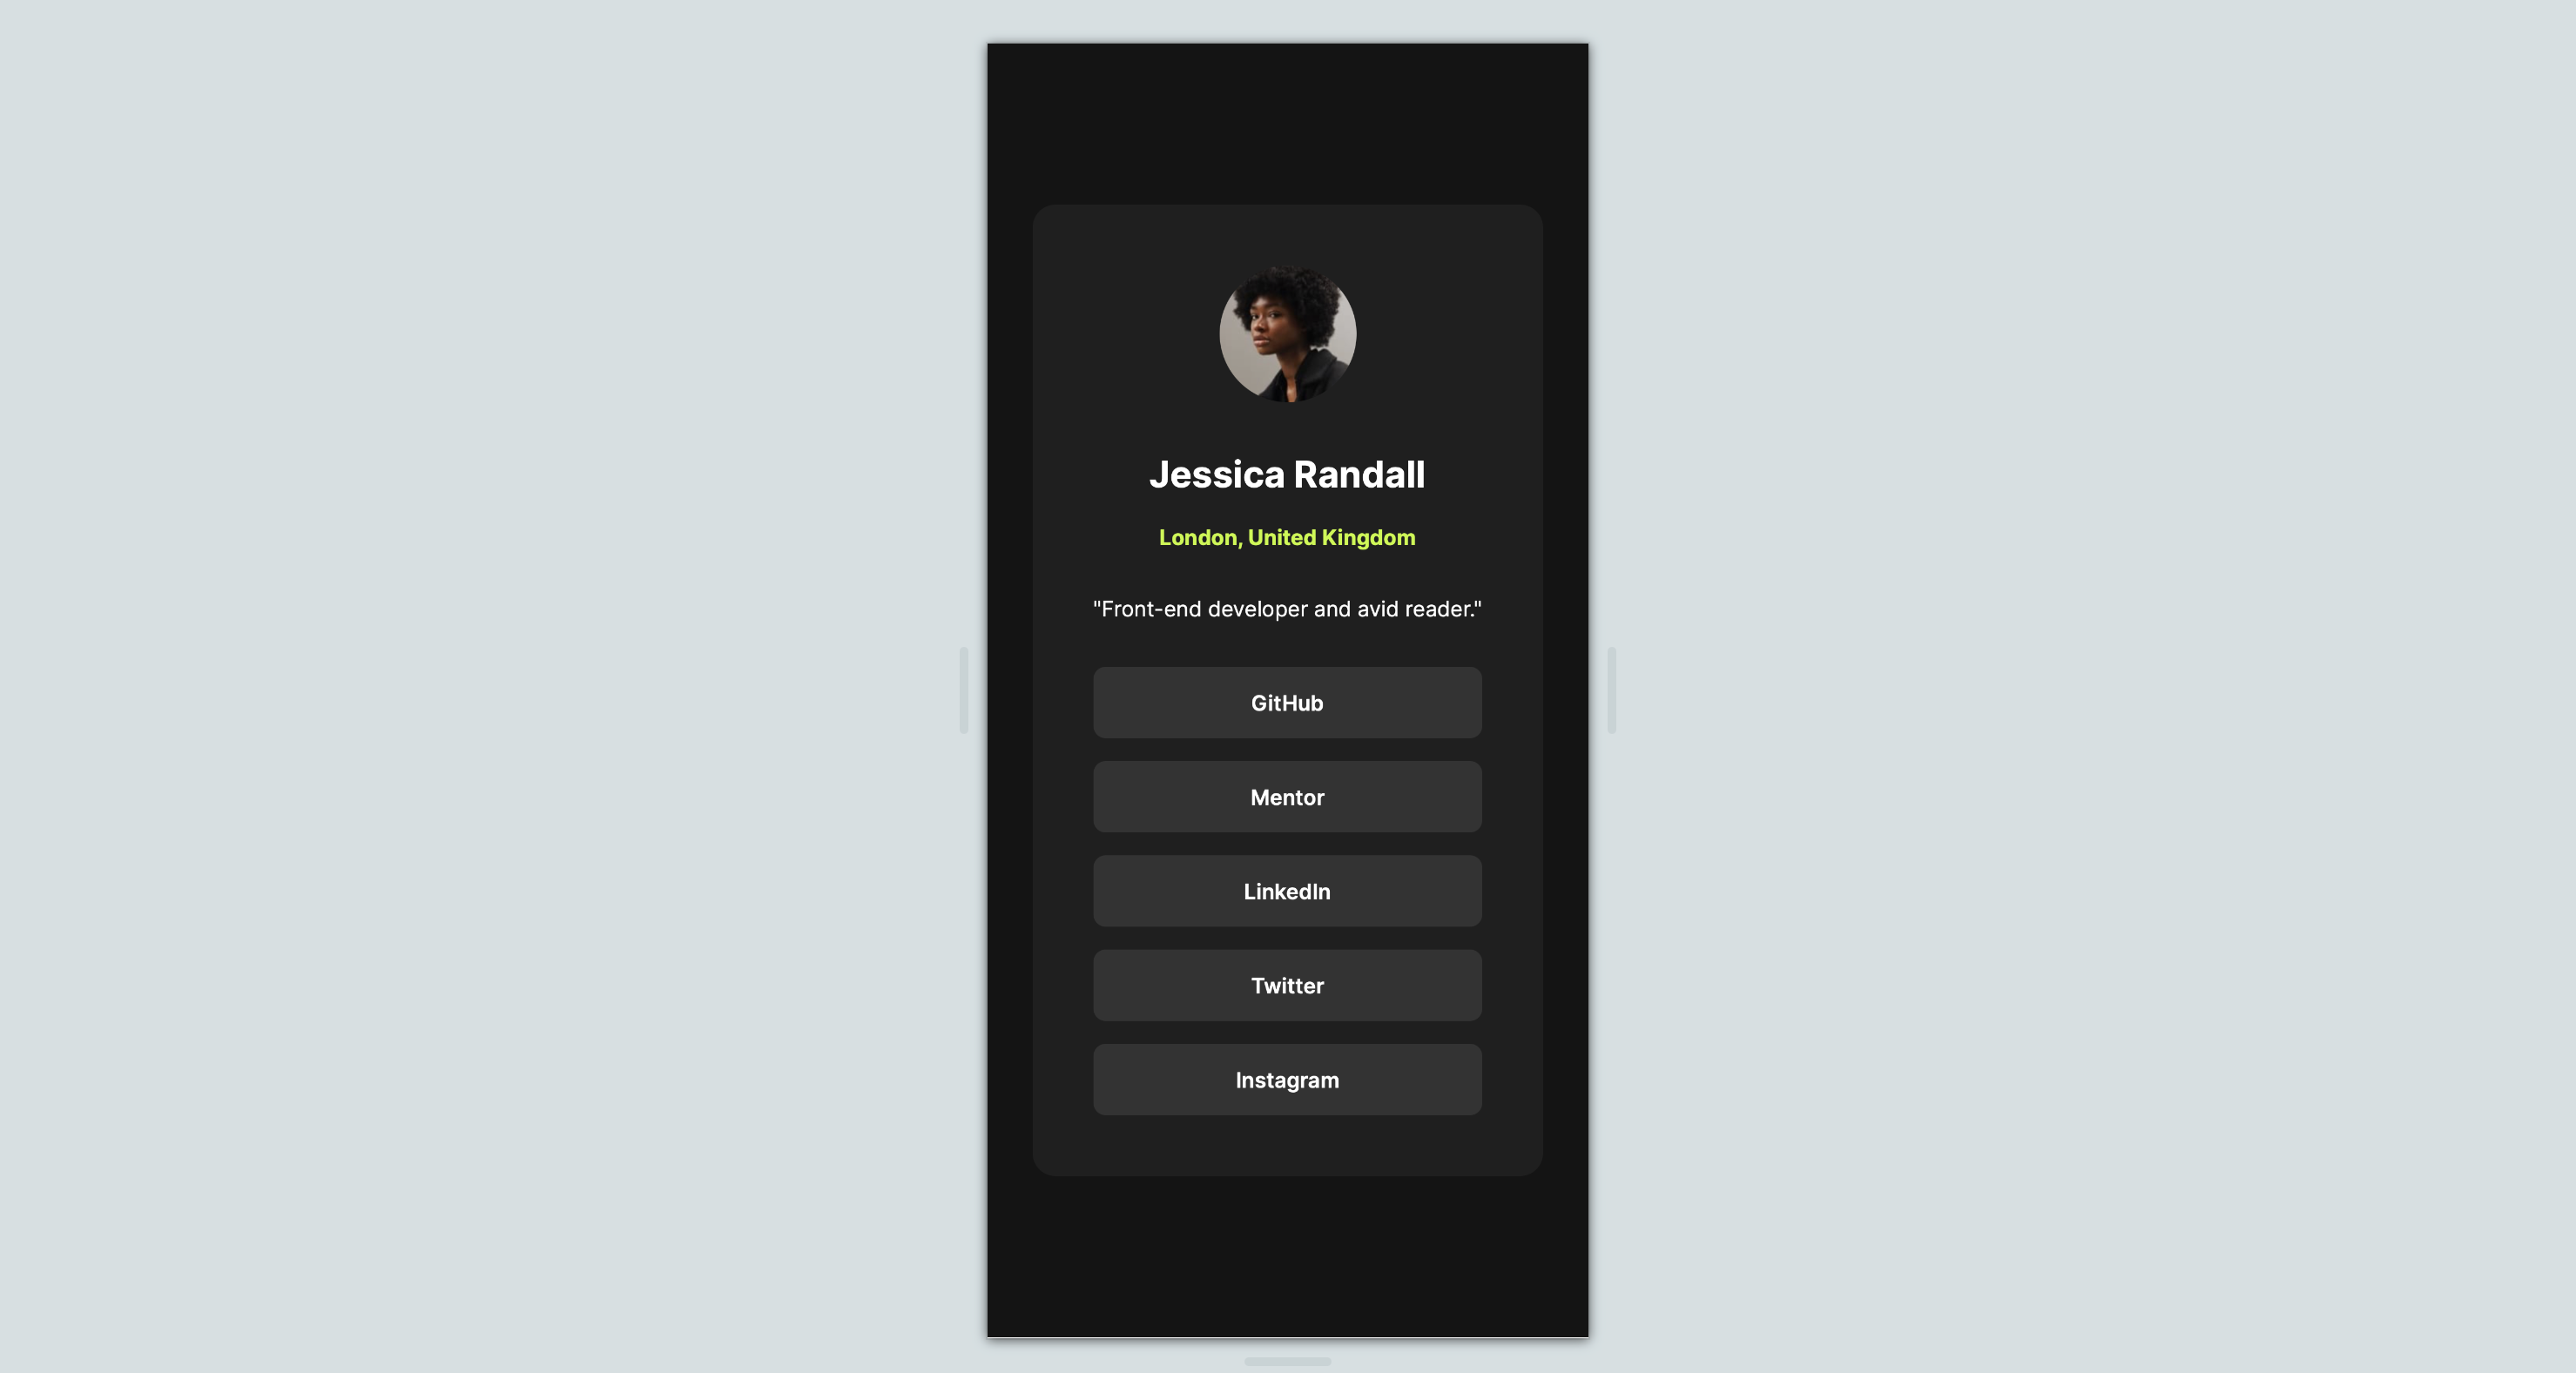 Jessica Randall
London, United Kingdom
"Front-end developer and avid reader."
GitHub
Mentor
LinkedIn
Twitter
Instagram